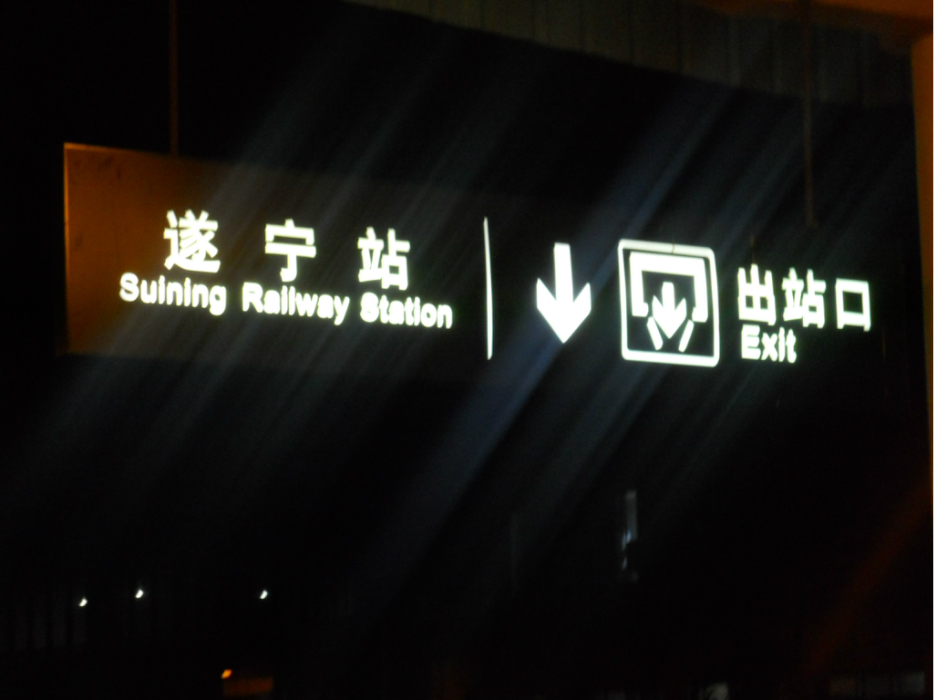 遂宁站
Suining Railway Station
出站口
Exit